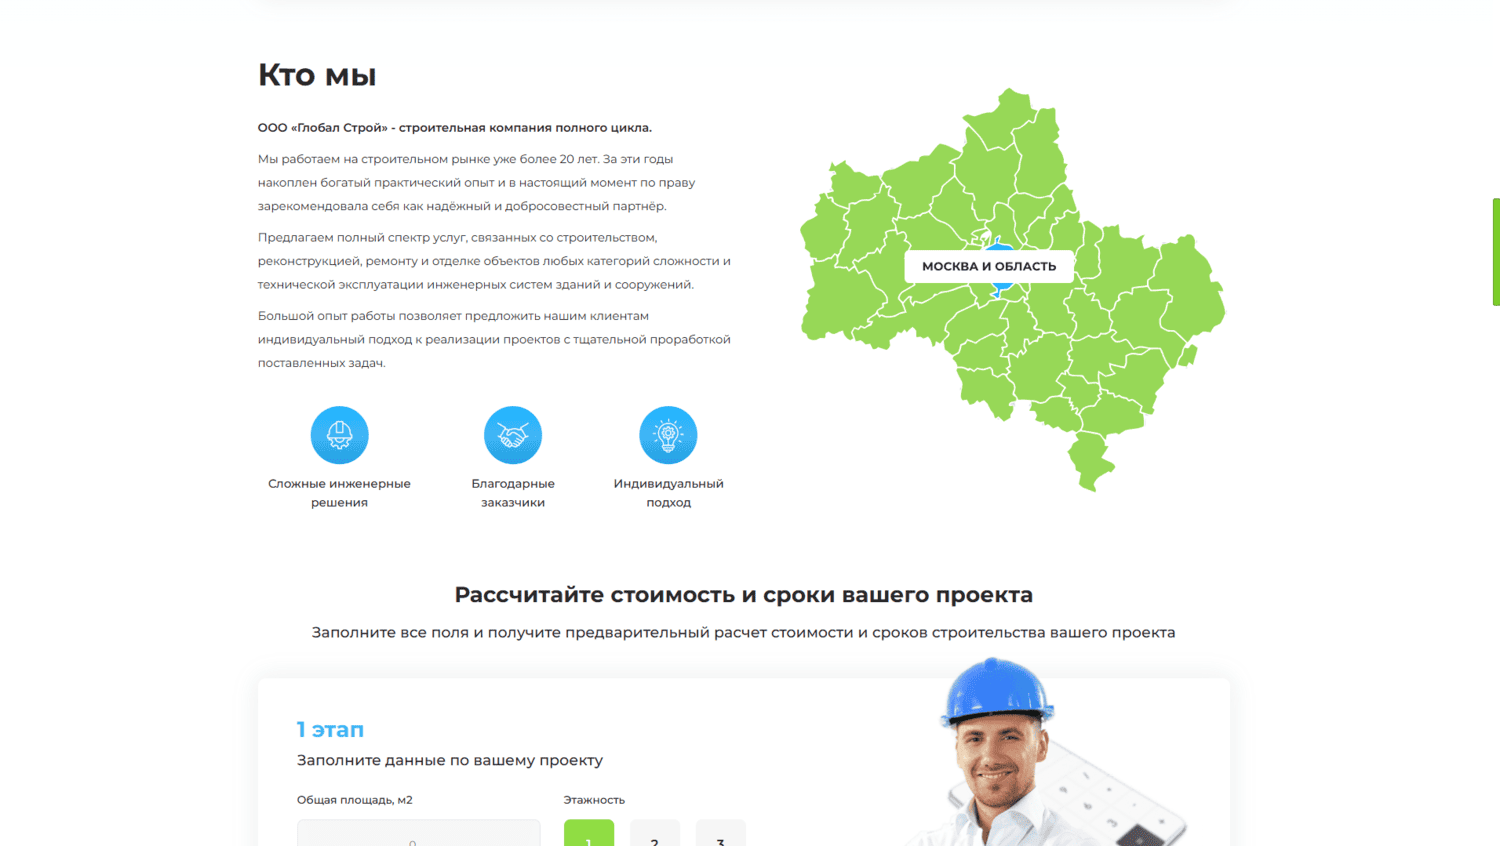 Кто мы
ООО «Глобал Строй» - строительная компания полного цикла.
Мы работаем на строительном рынке уже более 20 лет. За эти годы
накоплен богатый практический опыт и в настоящий момент по праву
зарекомендовала себя как надёжный и добросовестный партнёр.
Предлагаем полный спектр услуг, связанных со строительством,
реконструкцией, ремонту и отделке объектов любых категорий сложности и
технической эксплуатации инженерных систем зданий и сооружений.
Большой опыт работы позволяет предложить нашим клиентам
индивидуальный подход к реализации проектов с тщательной проработкой
поставленных задач.
МОСКВА И ОБЛАСТЬ
Сложные инженерные
решения
Благодарные
заказчики
Индивидуальный
подход
Рассчитайте стоимость и сроки вашего проекта
Заполните все поля и получите предварительный расчет стоимости и сроков строительства вашего проекта
1 этап
Заполните данные по вашему проекту
Общая площадь, м2
Этажность
0
1 2 3